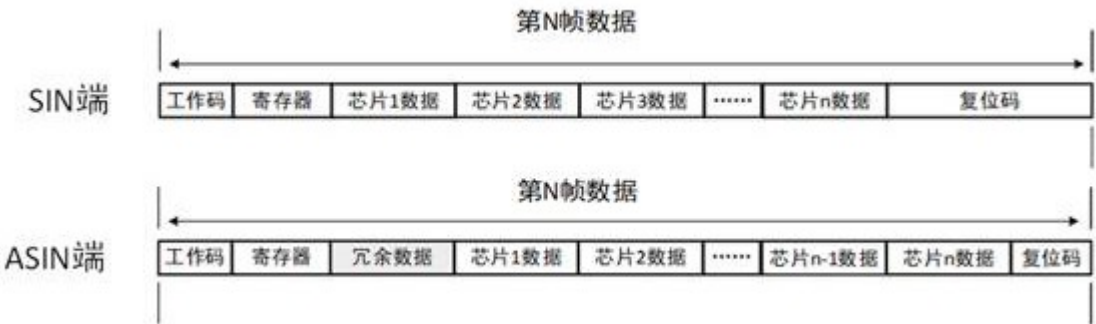 第N帧数据
SIN端 工作码 寄存器 芯片1数据 芯片2数据 芯片3数据 …… 芯片n数据 复位码
第N帧数据
ASIN端 工作码 寄存器 冗余数据 芯片1数据 芯片2数据 …… 芯片n-1数据 芯片n数据 复位码